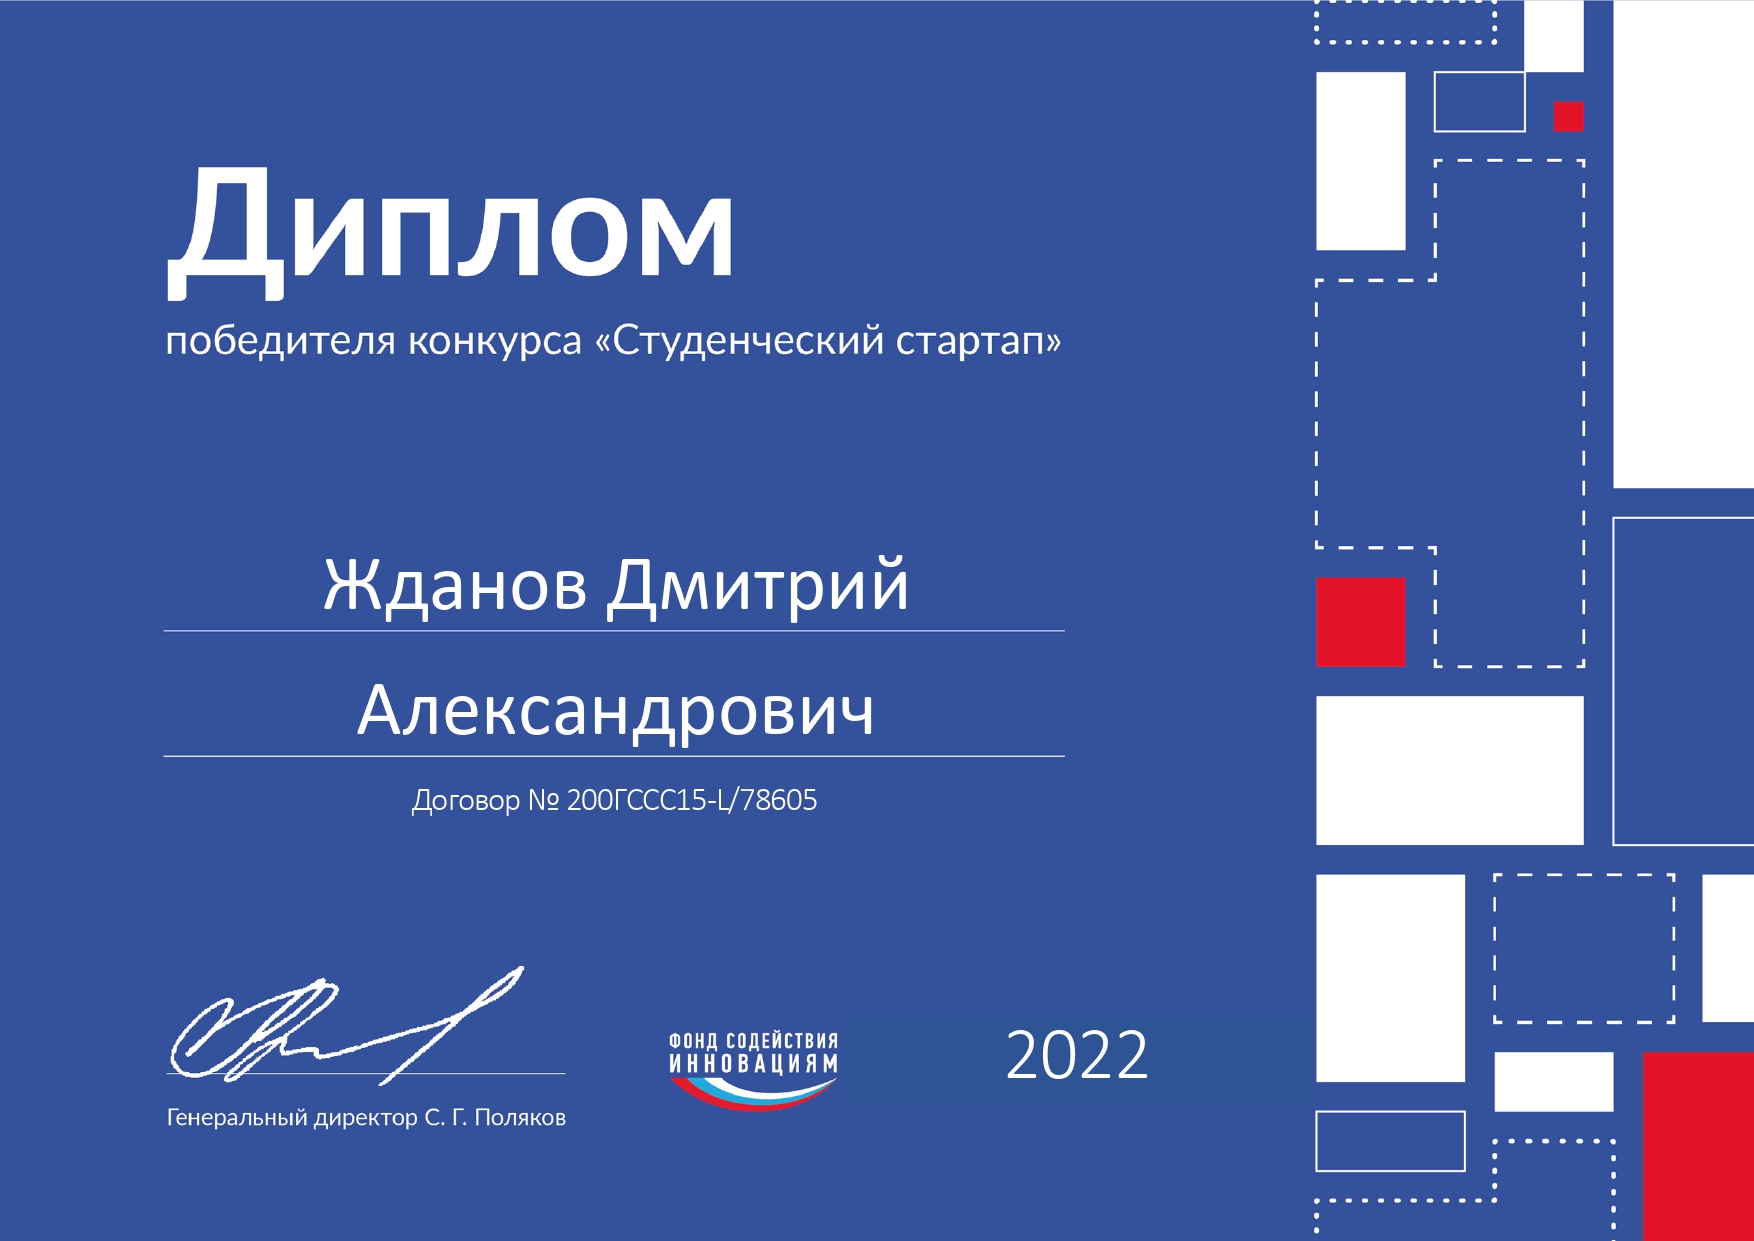 Диплом
победителя конкурса «Студенческий стартап»
Жданов Дмитрий
Александрович
Договор № 200ГССС15-L/78605
ФОНД СОДЕЙСТВИЯ
ИННОВАЦИЯМ
2022
Генеральный директор С. Г. Поляков